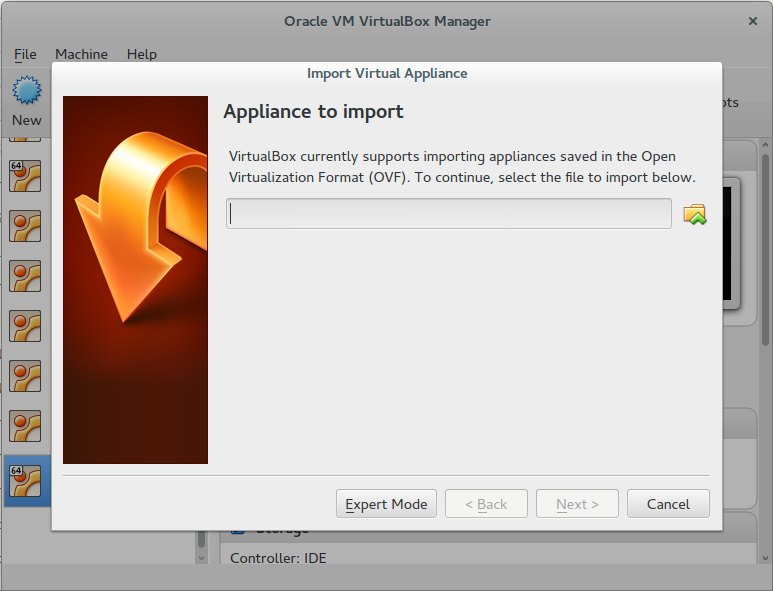 Oracle VM VirtualBox Manager
File Machine Help
Import Virtual Appliance
New
Appliance to import
64
VirtualBox currently supports importing appliances saved in the Open
Virtualization Format (OVF). To continue, select the file to import below.
64
Expert Mode < Back Next > Cancel
Storage
Controller: IDE